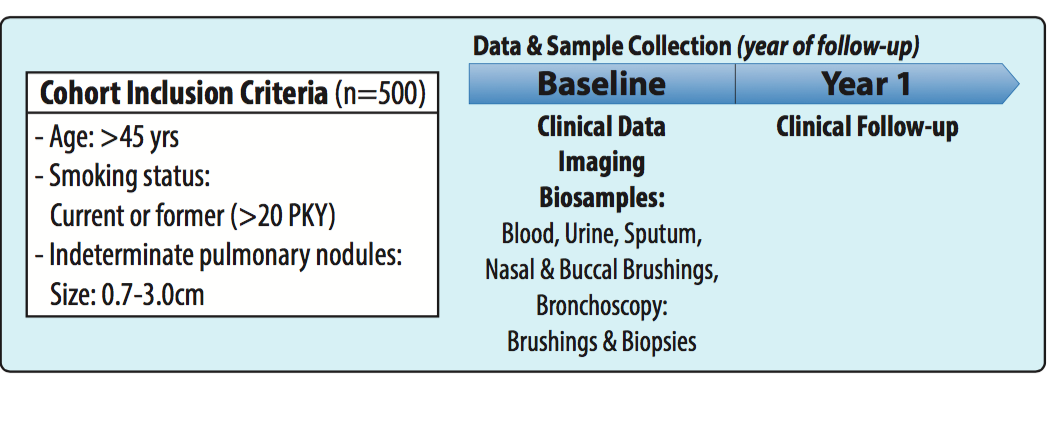 Data & Sample Collection (year of follow-up)
Cohort Inclusion Criteria (n=500)
- Age: >45 yrs
- Smoking status:
Current or former (>20 PKY)
- Indeterminate pulmonary nodules:
Size: 0.7-3.0cm
Baseline
Year 1
Clinical Data
Imaging
Biosamples:
Blood, Urine, Sputum,
Nasal & Buccal Brushings,
Bronchoscopy:
Brushings & Biopsies
Clinical Follow-up